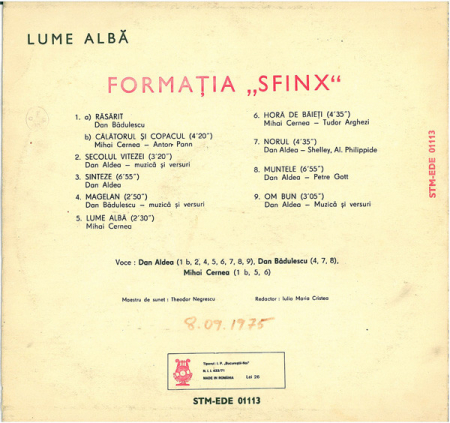 LUME ALBĂ
FORMAȚIA „SFINX“
1. a) RĂSĂRIT
Dan Bădulescu
b) CĂLĂTORUL ȘI COPACUL (4'20")
Mihai Cernea – Anton Pann
2. SECOLUL VITEZEI (3'20")
Dan Aldea – muzică și versuri
3. SINTEZE (6'55")
Dan Aldea
4. MAGELAN (2'50")
Dan Bădulescu – muzică și versuri
5. LUME ALBĂ (2'30")
Mihai Cernea
6. HORĂ DE BĂIEȚI (4'35")
Mihai Cernea – Tudor Arghezi
7. NORUL (4'35")
Dan Aldea – Shelley, Al. Philippide
8. MUNTELE (6'55")
Dan Aldea – Petre Gott
9. OM BUN (3'05")
Dan Aldea – Muzică și versuri
STM-EDE 01113
Voce : Dan Aldea (1 b, 2, 4, 5, 6, 7, 8, 9), Dan Bădulescu (4, 7, 8),
Mihai Cernea (1 b, 5, 6)
Maestru de sunet : Theodor Negrescu
Redactor : Iulia Maria Cristea
8.09.1975
Tiparul : I. P. „Bucureștii-Noi“
MADE IN ROMANIA
Lei 26
STM-EDE 01113